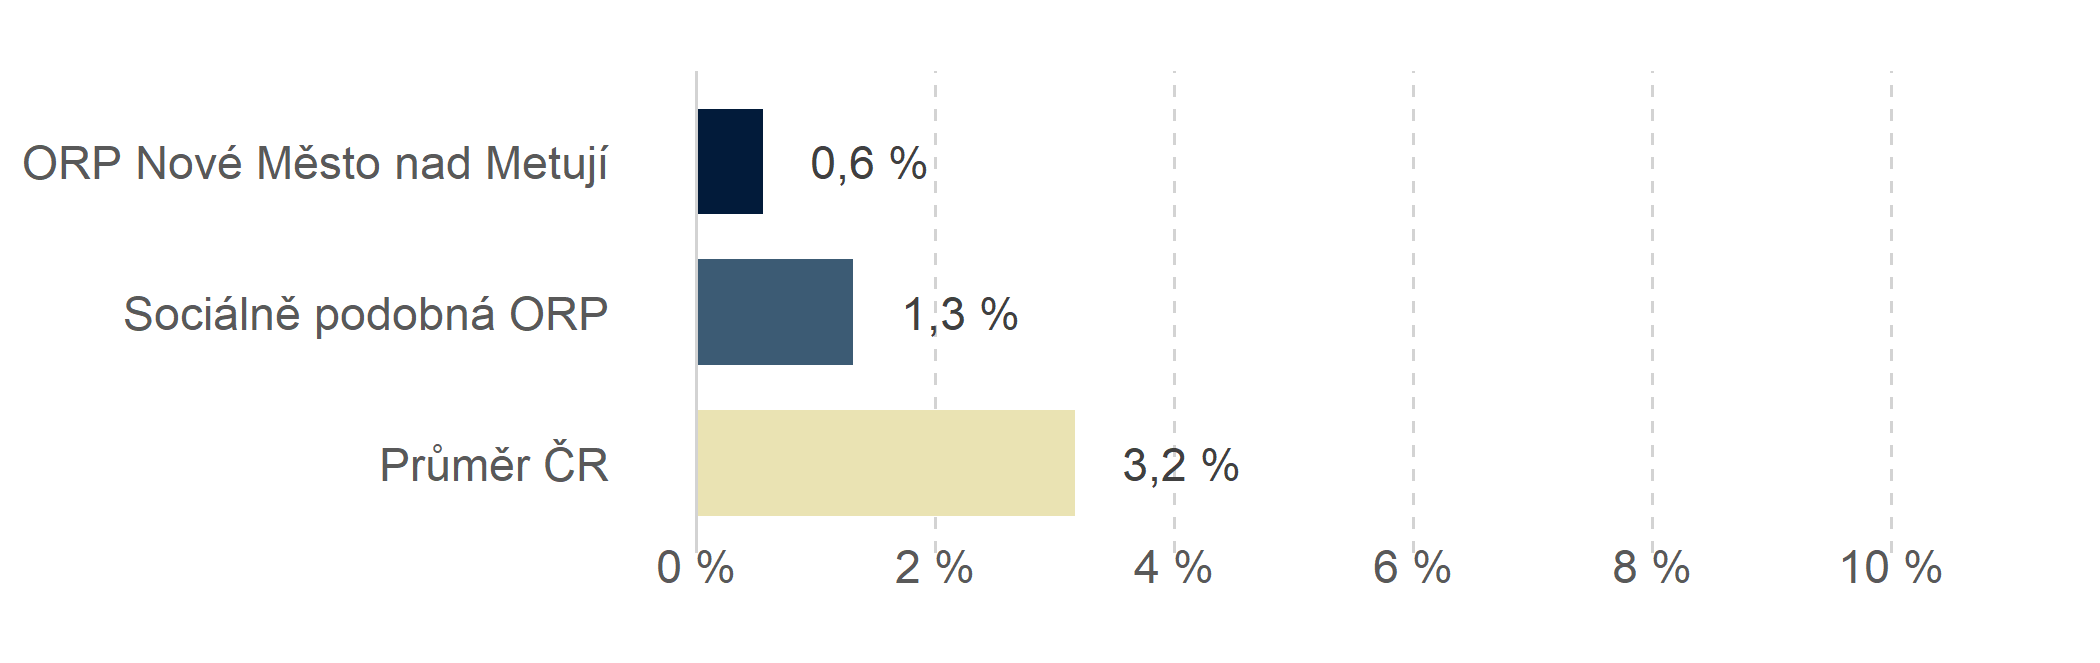 ORP Nové Město nad Metují
0,6 %
Sociálně podobná ORP
1,3 %
Průměr ČR
3,2 %
0 % 2 % 4 % 6 % 8 % 10 %